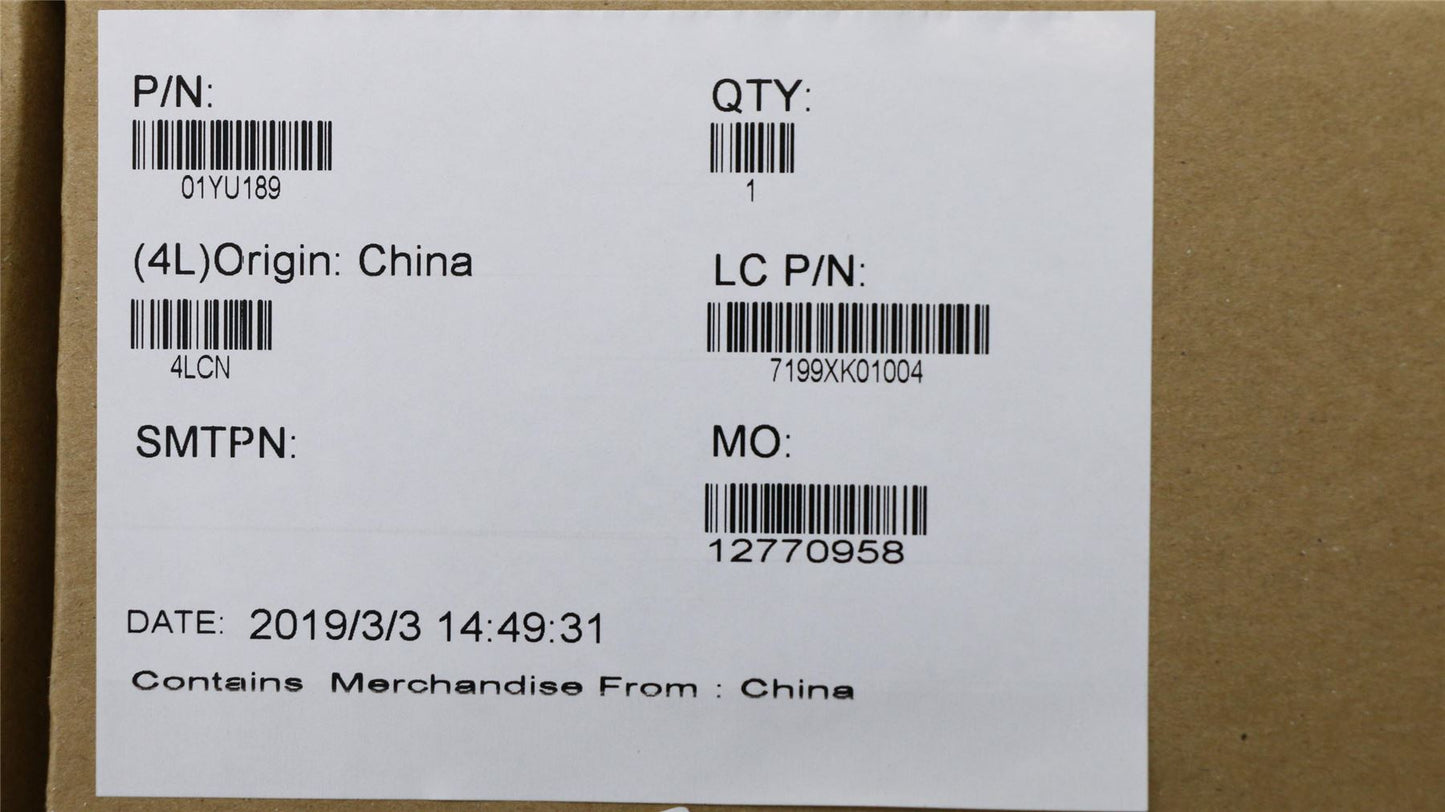 P/N:
01YU189
QTY:
1
(4L)Origin: China
4LCN
LC P/N:
7199XK01004
SMTPN:
MO:
12770958
DATE: 2019/3/3 14:49:31
Contains Merchandise From : China